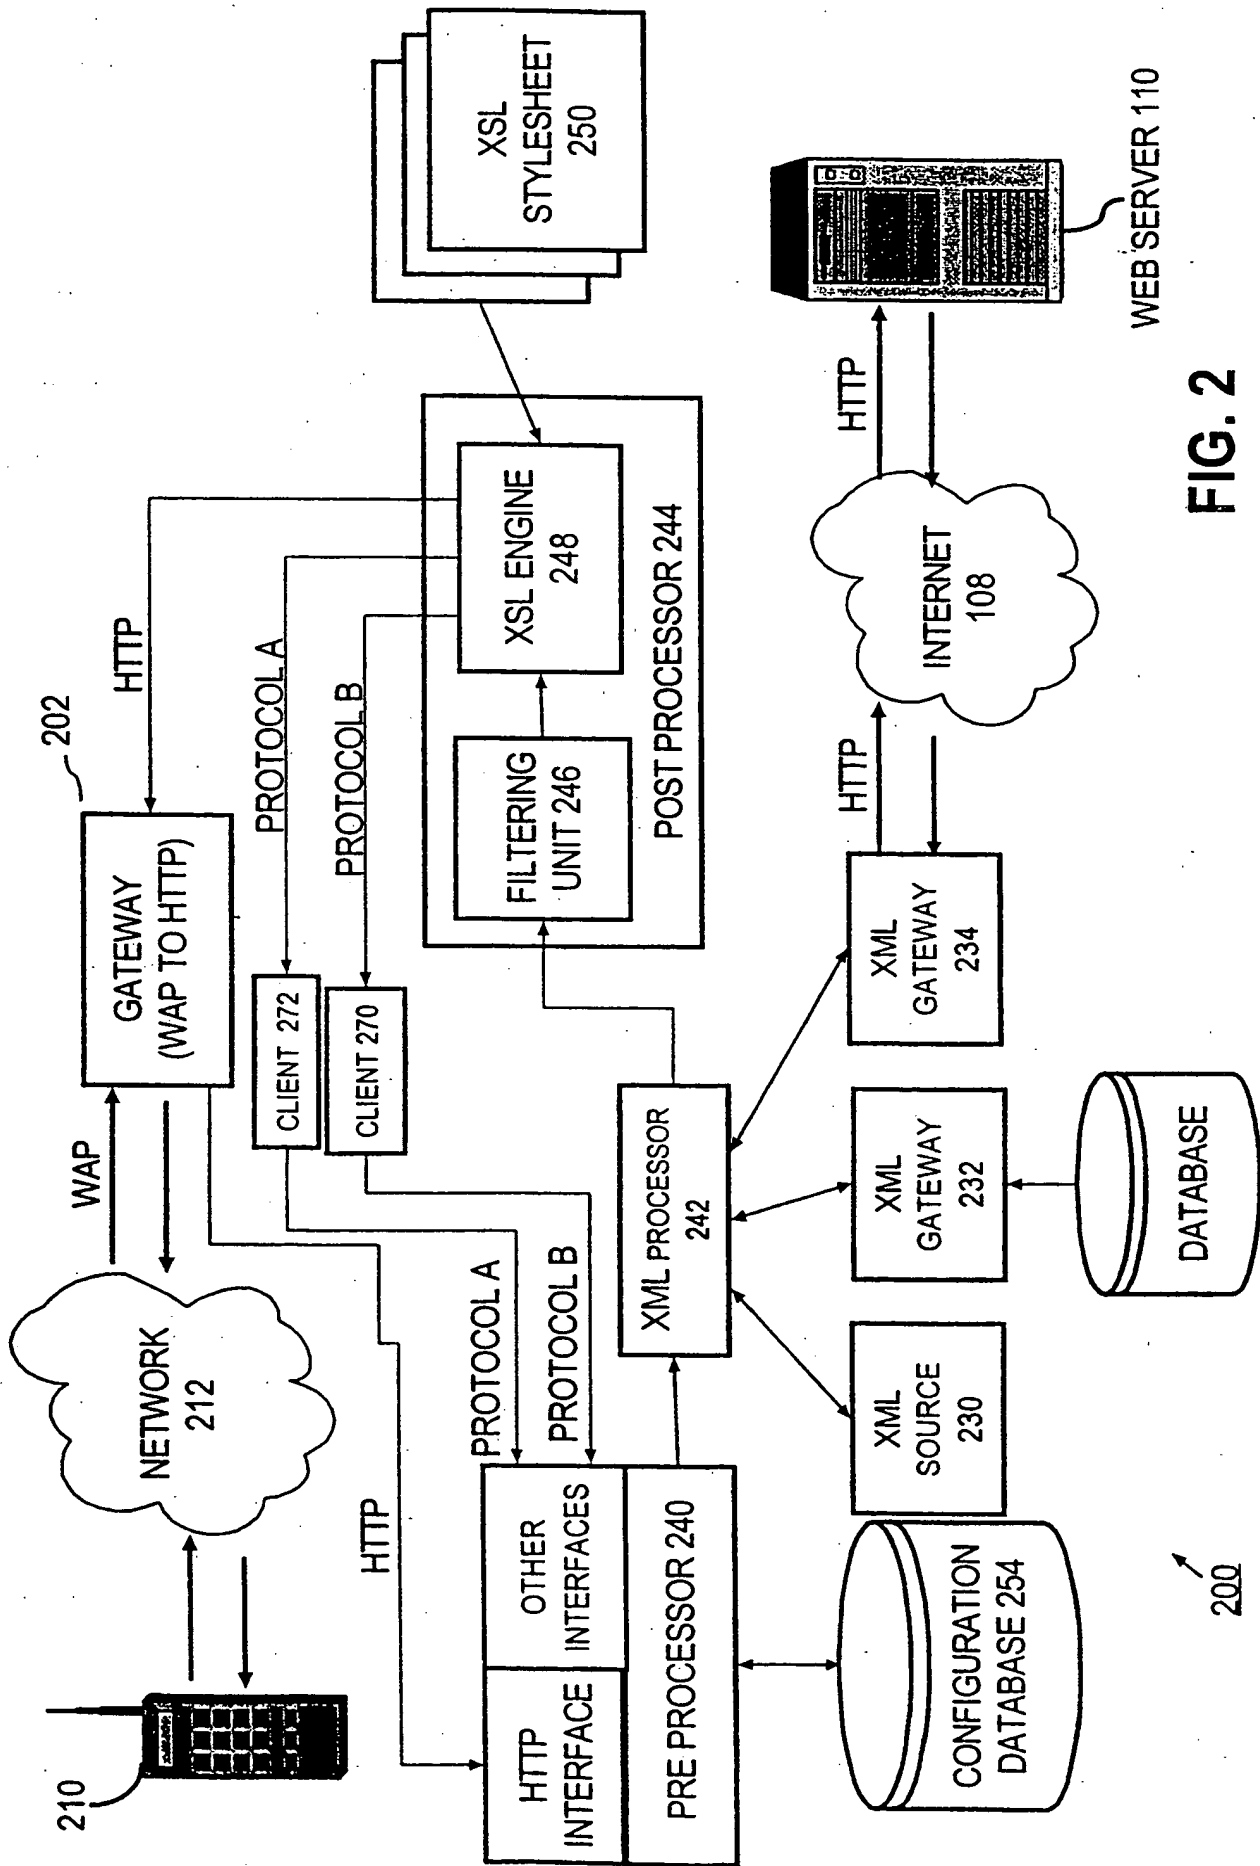 210
NETWORK
212
WAP
GATEWAY
(WAP TO HTTP)
202
HTTP
HTTP
CLIENT 272
CLIENT 270
PROTOCOL A
PROTOCOL B
PROTOCOL A
PROTOCOL B
HTTP
INTERFACE
OTHER
INTERFACES
PRE PROCESSOR 240
XML PROCESSOR
242
FILTERING
UNIT 246
XSL ENGINE
248
POST PROCESSOR 244
XSL
STYLESHEET
250
CONFIGURATION
DATABASE 254
XML
SOURCE
230
XML
GATEWAY
232
XML
GATEWAY
234
DATABASE
HTTP
INTERNET
108
HTTP
WEB SERVER 110
200
FIG. 2